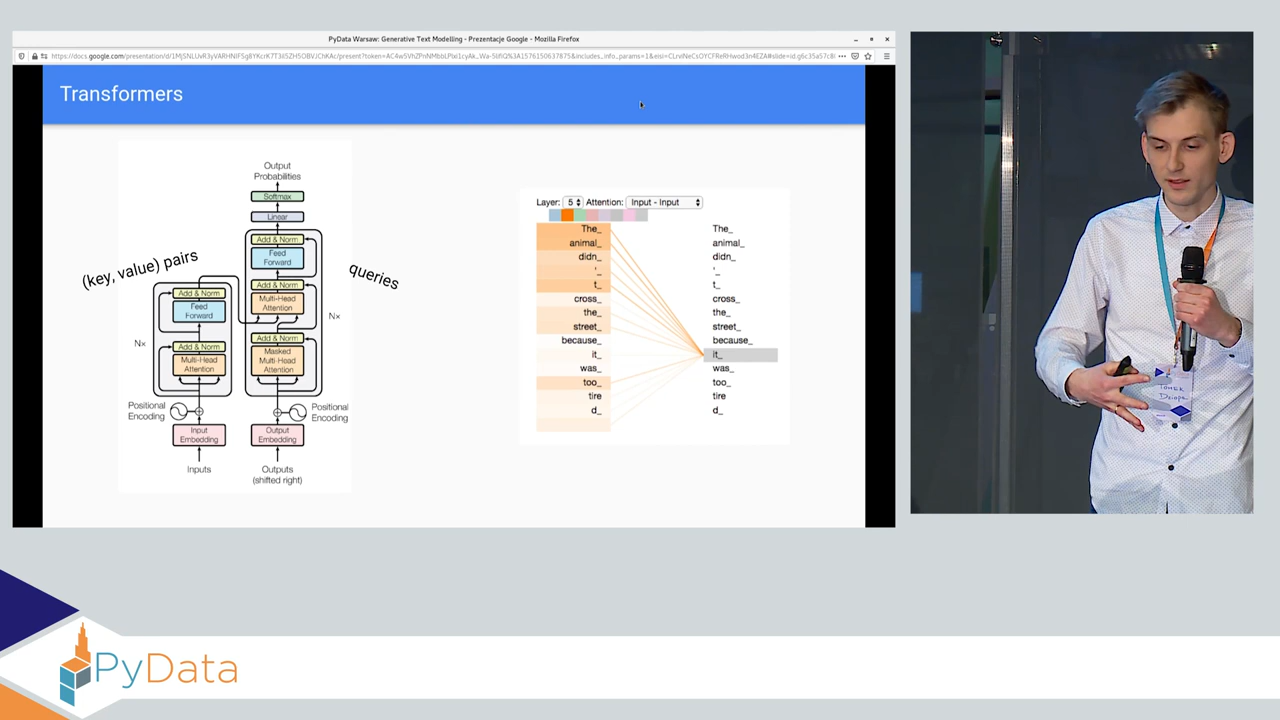 PyData Warsaw: Generative Text Modelling - Prezentacje Google - Mozilla Firefox
Transformers
Output
Probabilities
Softmax
Linear
Add & Norm
Feed
Forward
Add & Norm
Multi-Head
Attention
Add & Norm
Masked
Multi-Head
Attention
Nx
queries
(key, value) pairs
Add & Norm
Feed
Forward
Nx
Add & Norm
Multi-Head
Attention
Positional
Encoding
Positional
Encoding
Input
Embedding
Output
Embedding
Inputs
Outputs
(shifted right)
Layer: 5 Attention: Input - Input
The_ The_
animal_ animal_
didn_ didn_
'_ '_
t_ t_
cross_ cross_
the_ the_
street_ street_
because_ because_
it_ it_
was_ was_
too_ too_
tire tire
d_ d_
PyData